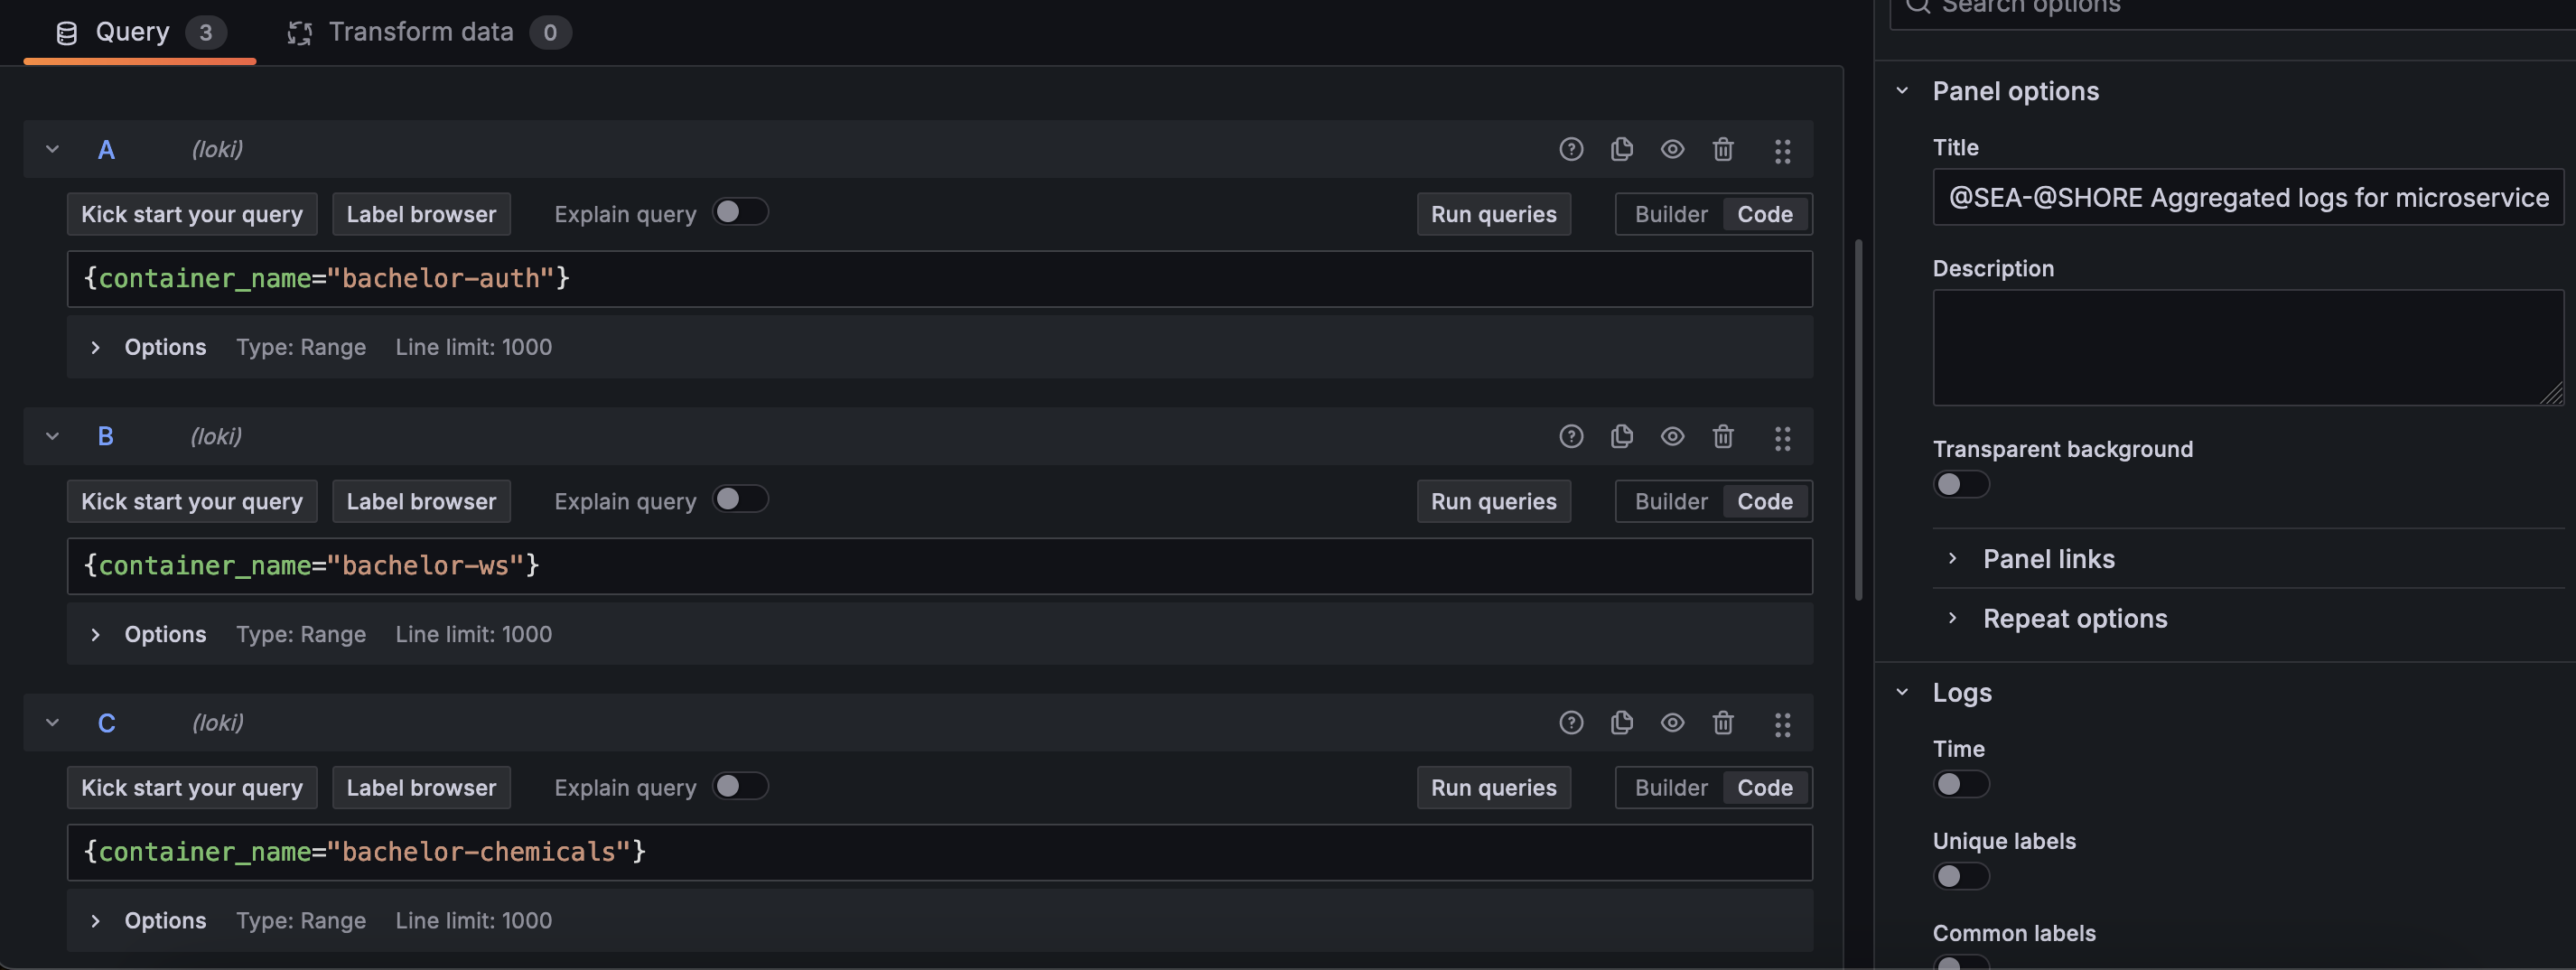 Query 3 Transform data 0
A (loki)
Kick start your query Label browser Explain query Run queries Builder Code
{container_name="bachelor-auth"}
Options Type: Range Line limit: 1000
B (loki)
Kick start your query Label browser Explain query Run queries Builder Code
{container_name="bachelor-ws"}
Options Type: Range Line limit: 1000
C (loki)
Kick start your query Label browser Explain query Run queries Builder Code
{container_name="bachelor-chemicals"}
Options Type: Range Line limit: 1000
Search options
Panel options
Title
@SEA-@SHORE Aggregated logs for microservice
Description
Transparent background
Panel links
Repeat options
Logs
Time
Unique labels
Common labels